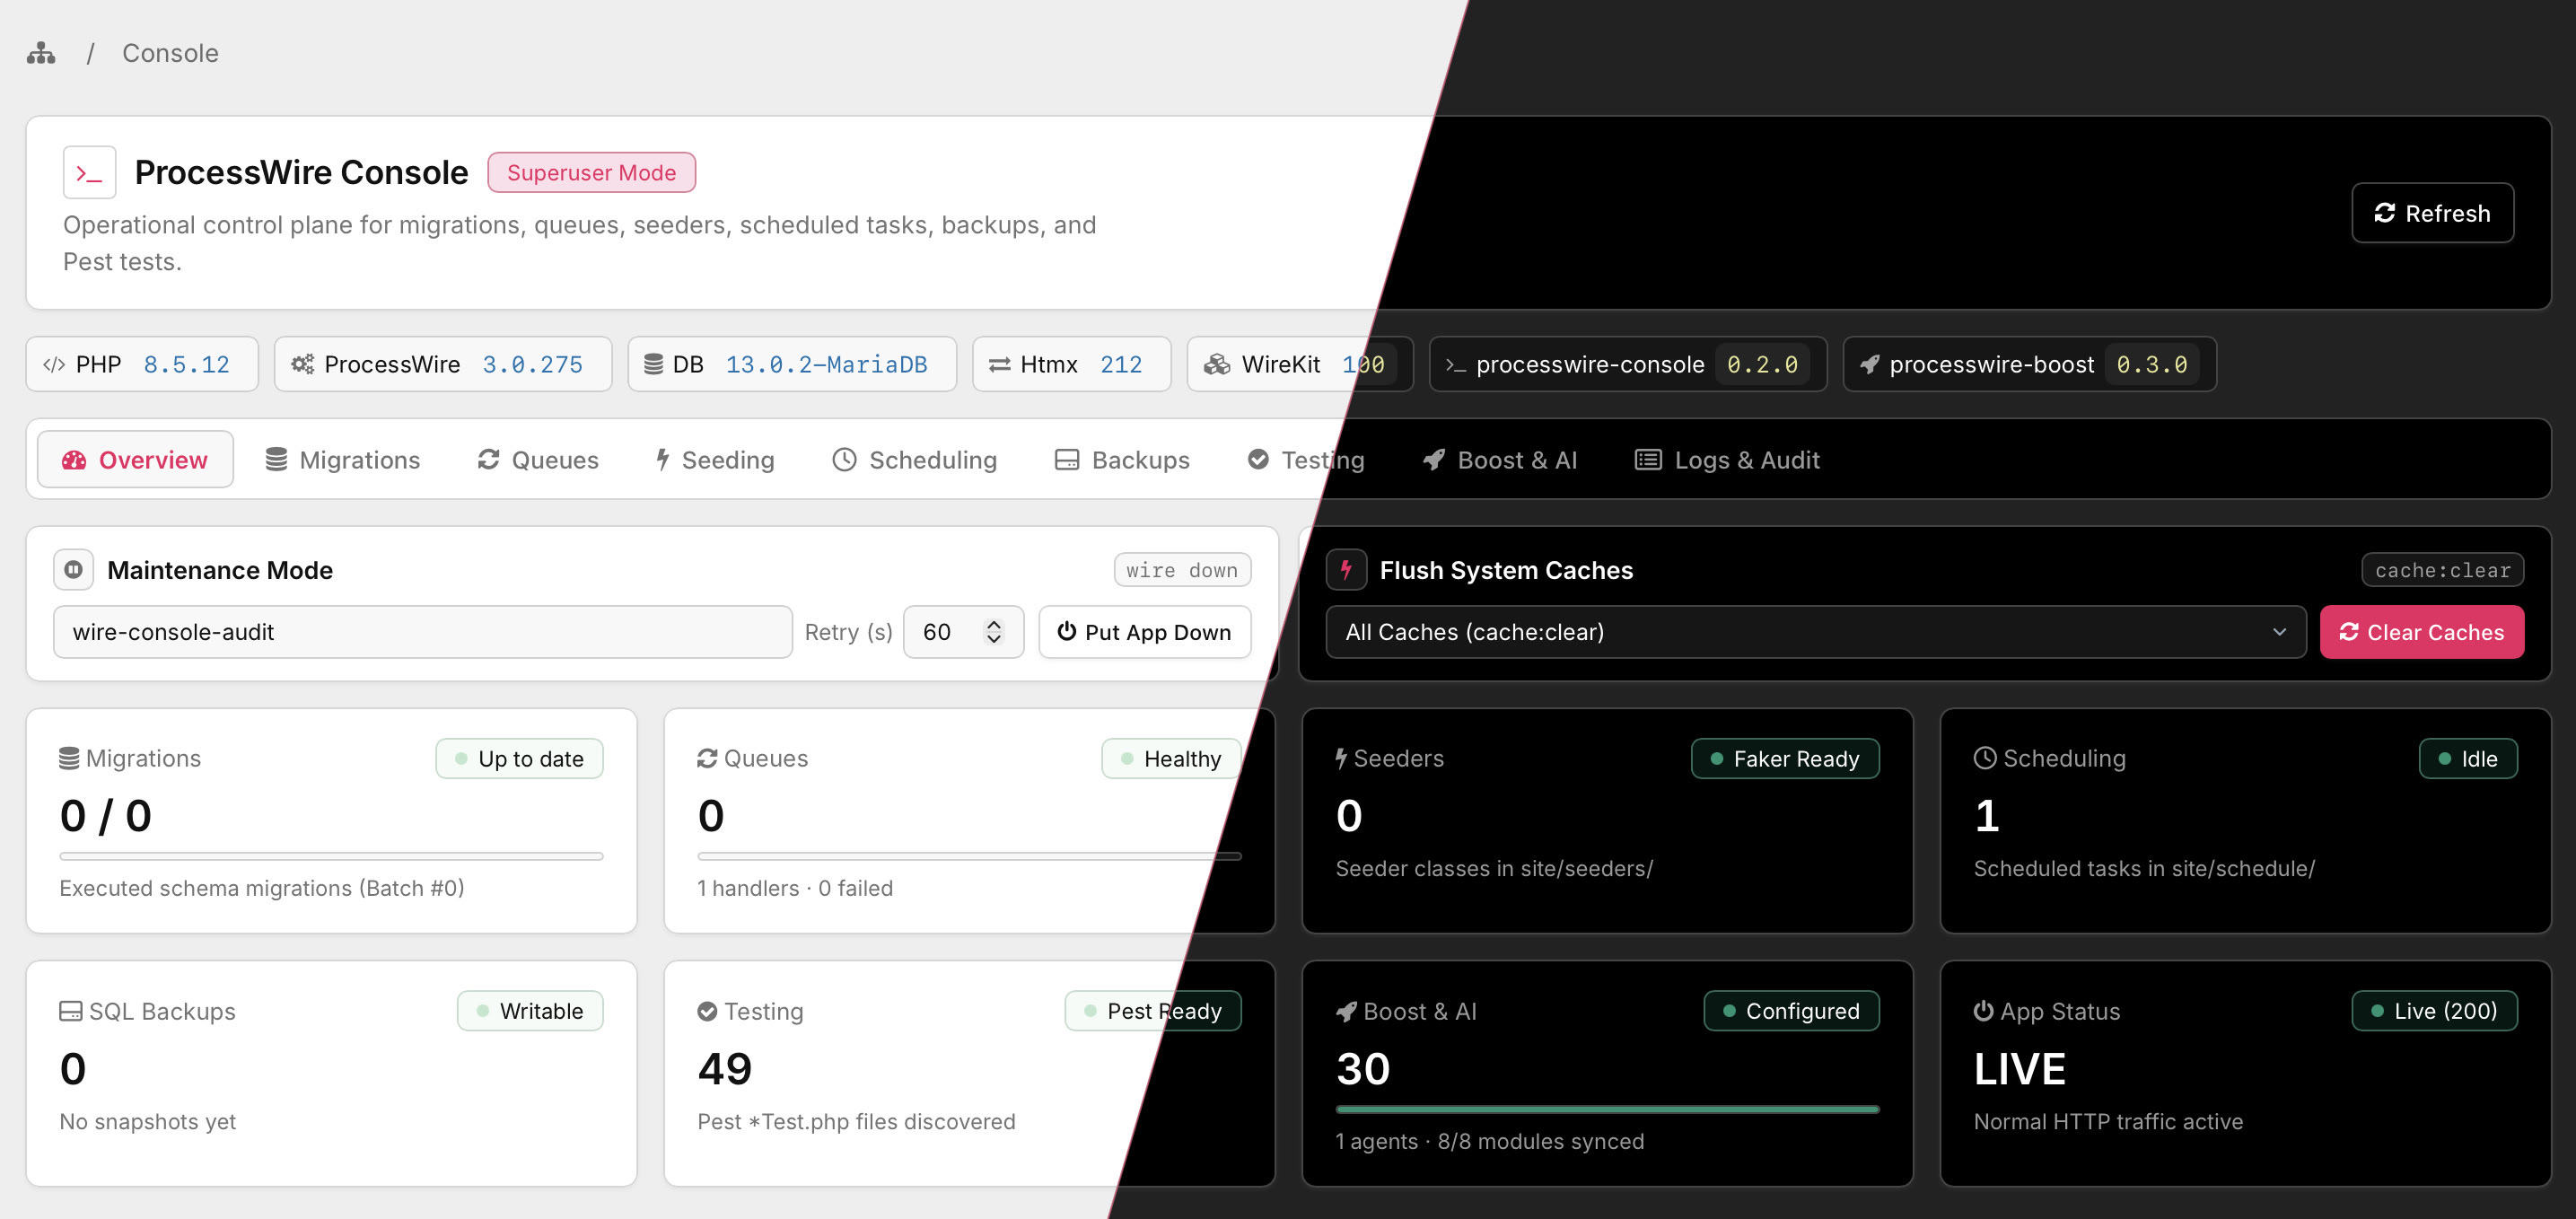 / Console
ProcessWire Console Superuser Mode
Operational control plane for migrations, queues, seeders, scheduled tasks, backups, and
Pest tests.
Refresh
PHP 8.5.12 ProcessWire 3.0.275 DB 13.0.2-MariaDB Htmx 212 WireKit 100 processwire-console 0.2.0 processwire-boost 0.3.0
Overview Migrations Queues Seeding Scheduling Backups Testing Boost & AI Logs & Audit
Maintenance Mode wire down
wire-console-audit Retry (s) 60 Put App Down
Flush System Caches cache:clear
All Caches (cache:clear) Clear Caches
Migrations Up to date
0 / 0
Executed schema migrations (Batch #0)
Queues Healthy
0
1 handlers · 0 failed
Seeders Faker Ready
0
Seeder classes in site/seeders/
Scheduling Idle
1
Scheduled tasks in site/schedule/
SQL Backups Writable
0
No snapshots yet
Testing Pest Ready
49
Pest *Test.php files discovered
Boost & AI Configured
30
1 agents · 8/8 modules synced
App Status Live (200)
LIVE
Normal HTTP traffic active